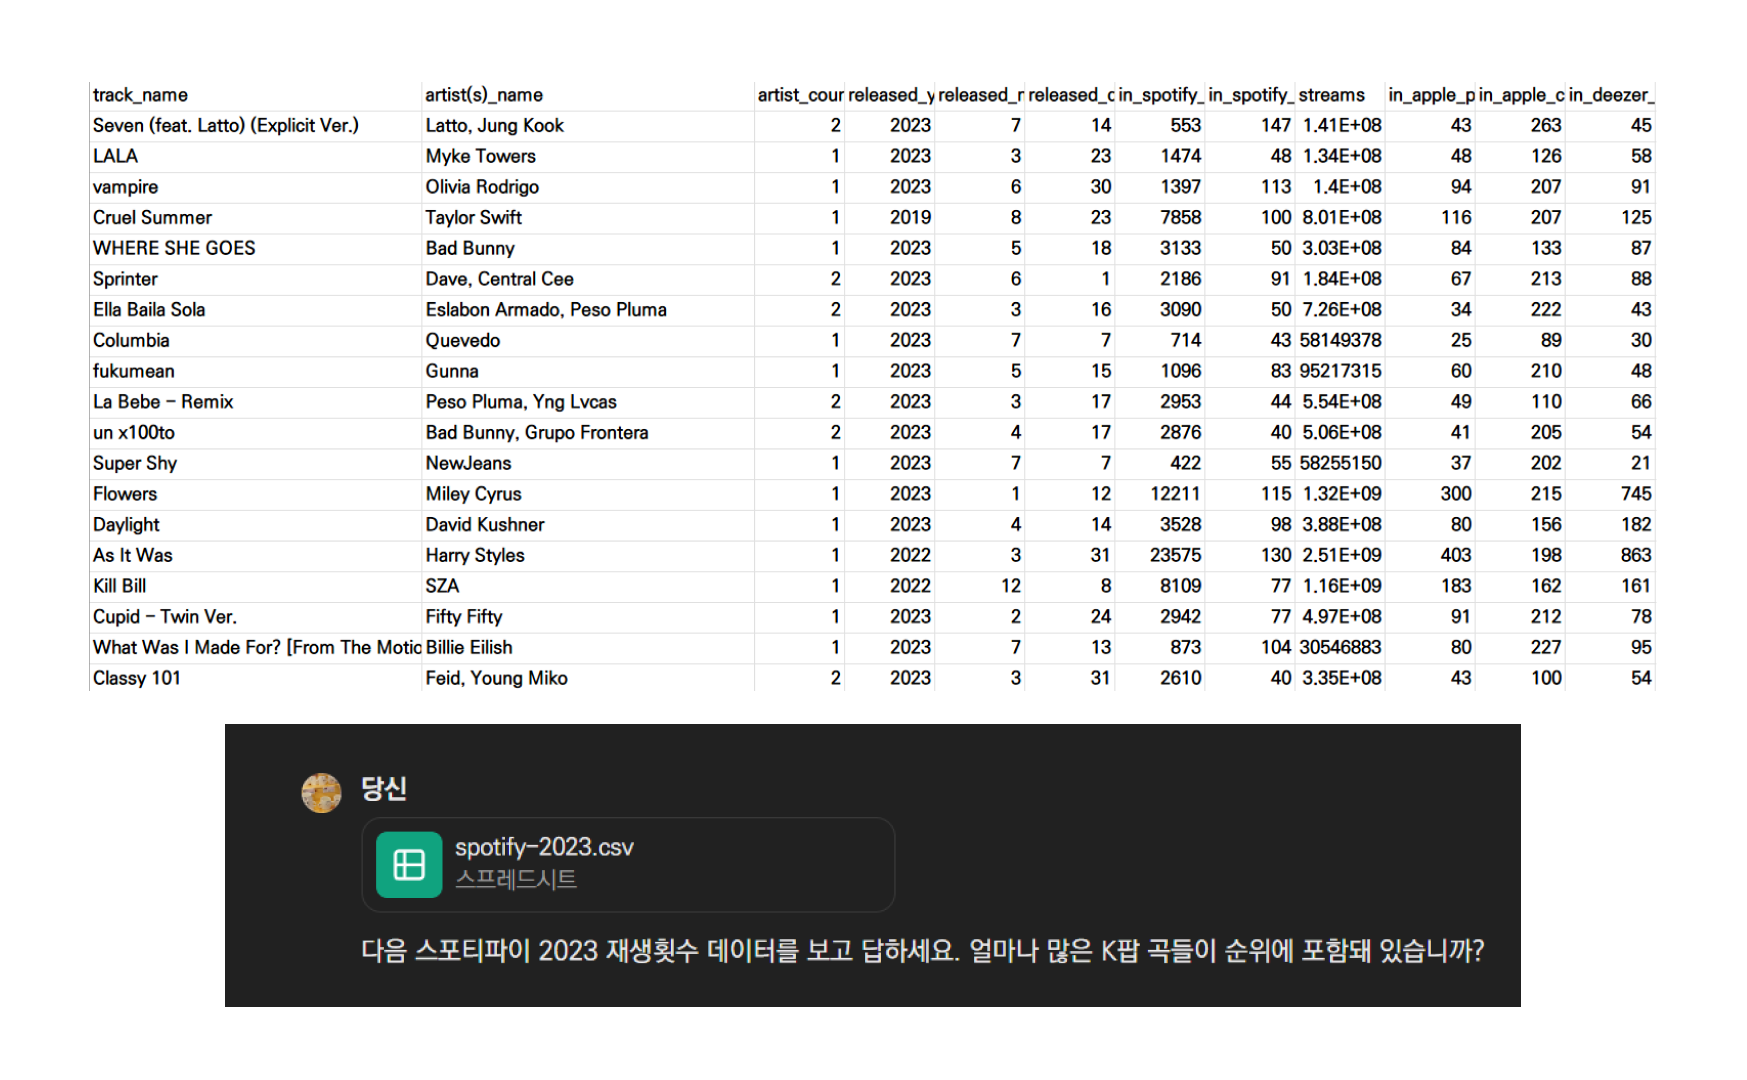 track_name artist(s)_name artist_cour released_y released_r released_c in_spotify_ in_spotify_ streams in_apple_p in_apple_c in_deezer_
Seven (feat. Latto) (Explicit Ver.) Latto, Jung Kook 2 2023 7 14 553 147 1.41E+08 43 263 45
LALA Myke Towers 1 2023 3 23 1474 48 1.34E+08 48 126 58
vampire Olivia Rodrigo 1 2023 6 30 1397 113 1.4E+08 94 207 91
Cruel Summer Taylor Swift 1 2019 8 23 7858 100 8.01E+08 116 207 125
WHERE SHE GOES Bad Bunny 1 2023 5 18 3133 50 3.03E+08 84 133 87
Sprinter Dave, Central Cee 2 2023 6 1 2186 91 1.84E+08 67 213 88
Ella Baila Sola Eslabon Armado, Peso Pluma 2 2023 3 16 3090 50 7.26E+08 34 222 43
Columbia Quevedo 1 2023 7 7 714 43 58149378 25 89 30
fukumean Gunna 1 2023 5 15 1096 83 95217315 60 210 48
La Bebe - Remix Peso Pluma, Yng Lvcas 2 2023 3 17 2953 44 5.54E+08 49 110 66
un x100to Bad Bunny, Grupo Frontera 2 2023 4 17 2876 40 5.06E+08 41 205 54
Super Shy NewJeans 1 2023 7 7 422 55 58255150 37 202 21
Flowers Miley Cyrus 1 2023 1 12 12211 115 1.32E+09 300 215 745
Daylight David Kushner 1 2023 4 14 3528 98 3.88E+08 80 156 182
As It Was Harry Styles 1 2022 3 31 23575 130 2.51E+09 403 198 863
Kill Bill SZA 1 2022 12 8 8109 77 1.16E+09 183 162 161
Cupid - Twin Ver. Fifty Fifty 1 2023 2 24 2942 77 4.97E+08 91 212 78
What Was I Made For? [From The Motic Billie Eilish 1 2023 7 13 873 104 30546883 80 227 95
Classy 101 Feid, Young Miko 2 2023 3 31 2610 40 3.35E+08 43 100 54
당신
spotify-2023.csv
스프레드시트
다음 스포티파이 2023 재생횟수 데이터를 보고 답하세요. 얼마나 많은 K팝 곡들이 순위에 포함돼 있습니까?